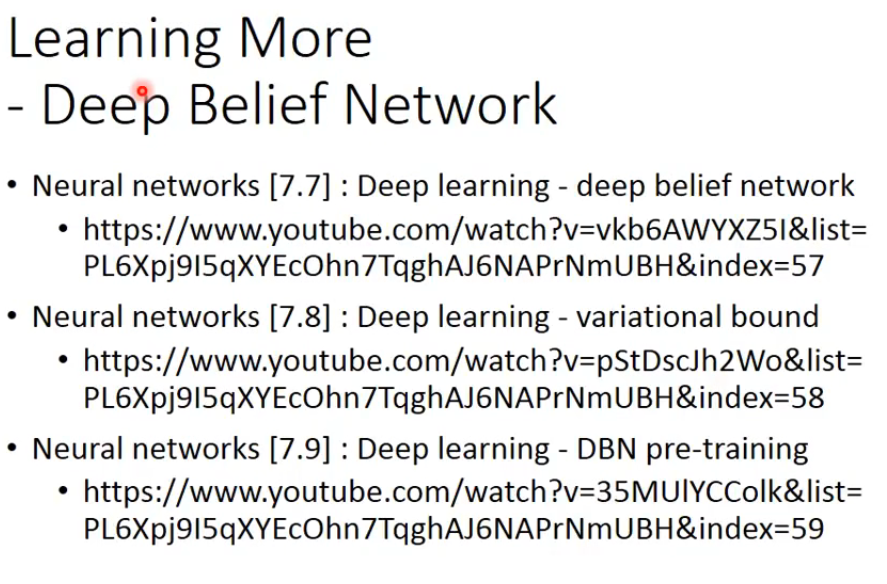 Learning More
- Deep Belief Network
• Neural networks [7.7] : Deep learning - deep belief network
• https://www.youtube.com/watch?v=vkb6AWYXZ5I&list=
PL6Xpj9I5qXYEcOhn7TqghAJ6NAPrNmUBH&index=57
• Neural networks [7.8] : Deep learning - variational bound
• https://www.youtube.com/watch?v=pStDscJh2Wo&list=
PL6Xpj9I5qXYEcOhn7TqghAJ6NAPrNmUBH&index=58
• Neural networks [7.9] : Deep learning - DBN pre-training
• https://www.youtube.com/watch?v=35MUlYCColk&list=
PL6Xpj9I5qXYEcOhn7TqghAJ6NAPrNmUBH&index=59